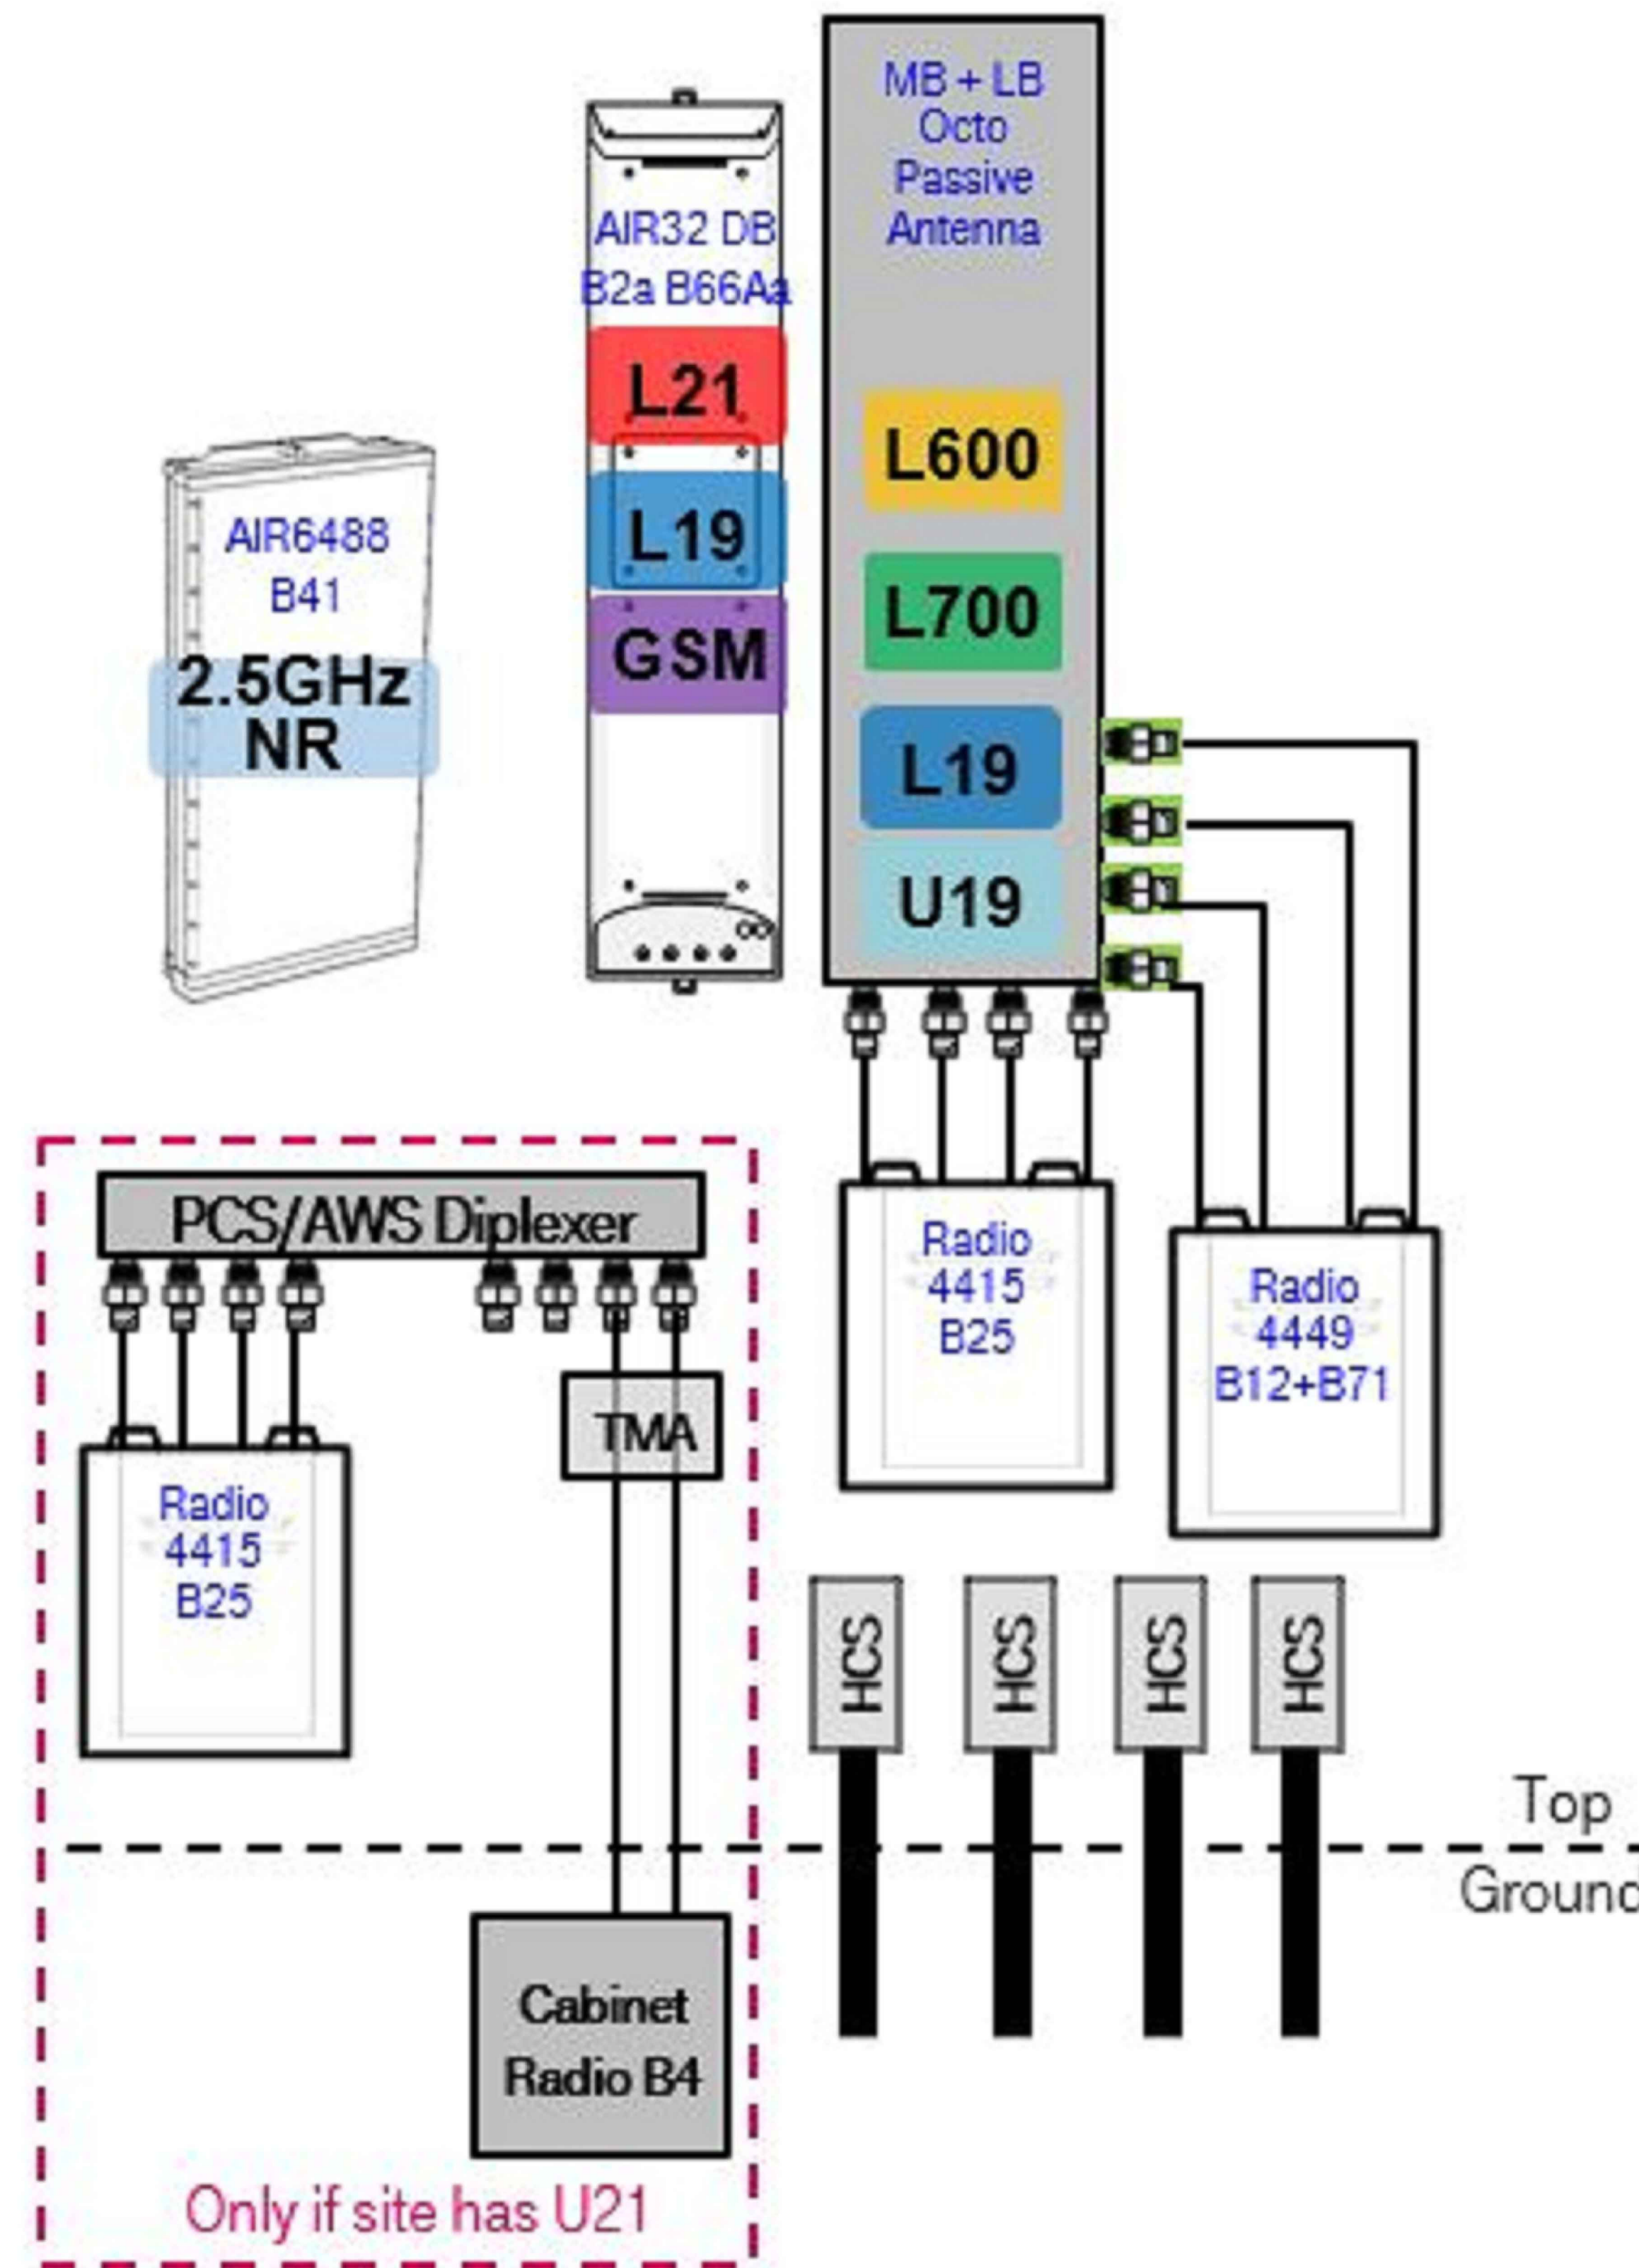 MB + LB
Octo
Passive
Antenna
AIR32 DB
B2a B66Aa
L21
L19
GSM
L600
L700
L19
U19
AIR6488
B41
2.5GHz
NR
PCS/AWS Diplexer
TMA
Radio
4415
B25
Radio
4415
B25
Radio
4449
B12+B71
HCS
HCS
HCS
HCS
Top
Ground
Cabinet
Radio B4
Only if site has U21